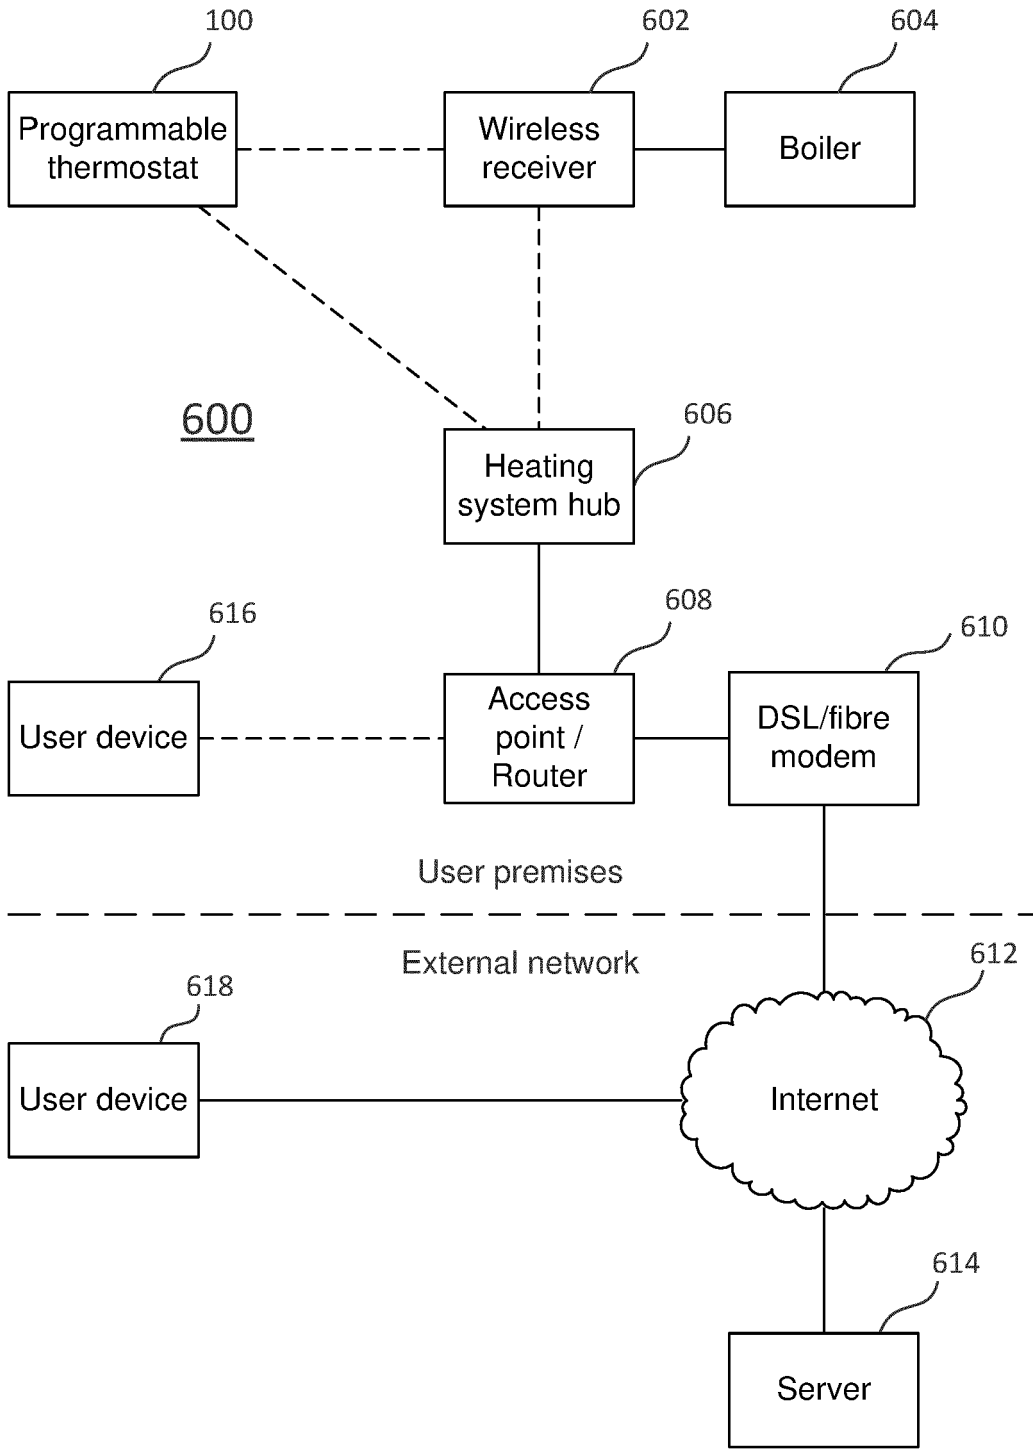 100
602
604
Programmable
thermostat
Wireless
receiver
Boiler
600
606
Heating
system hub
616
608
610
User device
Access
point /
Router
DSL/fibre
modem
User premises
External network
612
618
User device
Internet
614
Server